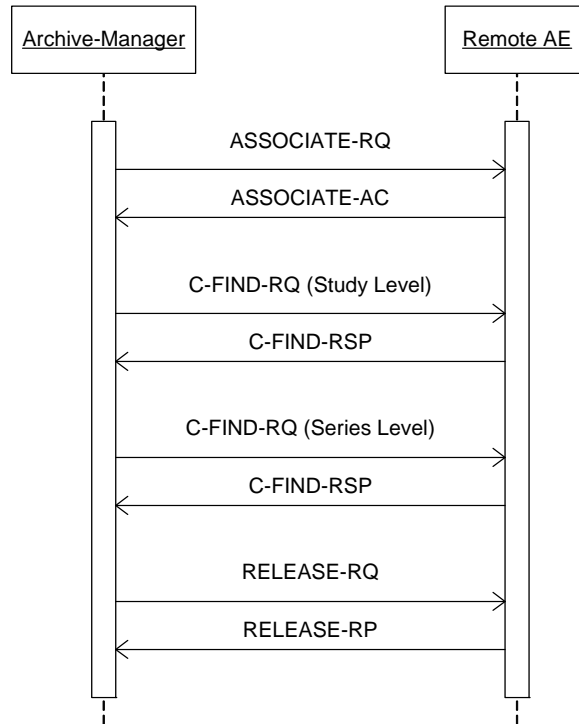 Archive-Manager
Remote AE
ASSOCIATE-RQ
ASSOCIATE-AC
C-FIND-RQ (Study Level)
C-FIND-RSP
C-FIND-RQ (Series Level)
C-FIND-RSP
RELEASE-RQ
RELEASE-RP